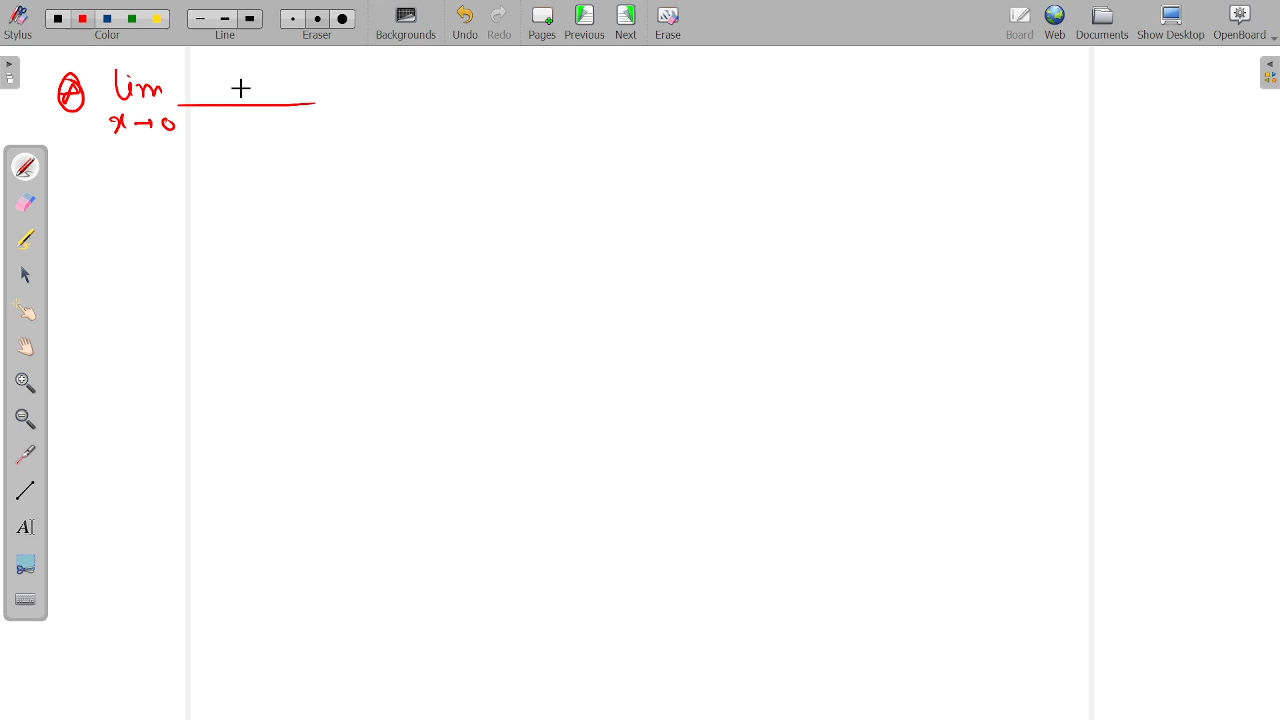 Stylus Color Line Eraser Backgrounds Undo Redo Pages Previous Next Erase Board Web Documents Show Desktop OpenBoard
lim
x → 0